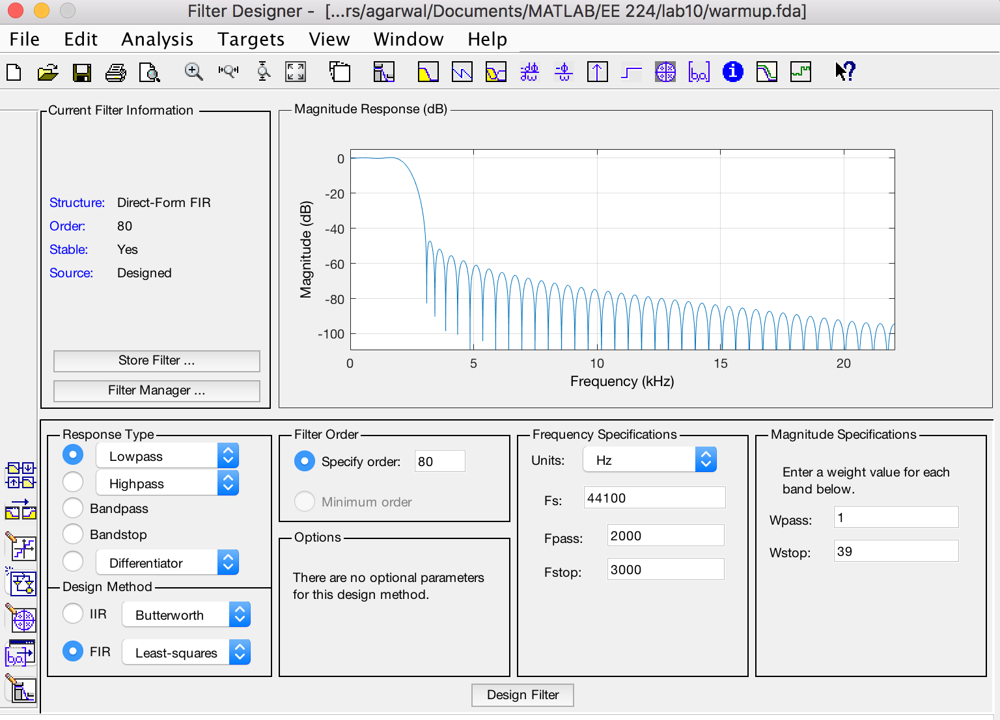 Filter Designer - [...rs/agarwal/Documents/MATLAB/EE 224/lab10/warmup.fda]
File Edit Analysis Targets View Window Help
Current Filter Information
Structure: Direct-Form FIR
Order: 80
Stable: Yes
Source: Designed
Store Filter ...
Filter Manager ...
Magnitude Response (dB)
0
-20
-40
-60
-80
-100
Magnitude (dB)
0 5 10 15 20
Frequency (kHz)
Response Type
Lowpass
Highpass
Bandpass
Bandstop
Differentiator
Design Method
IIR Butterworth
FIR Least-squares
Filter Order
Specify order: 80
Minimum order
Options
There are no optional parameters
for this design method.
Frequency Specifications
Units: Hz
Fs: 44100
Fpass: 2000
Fstop: 3000
Magnitude Specifications
Enter a weight value for each
band below.
Wpass: 1
Wstop: 39
Design Filter